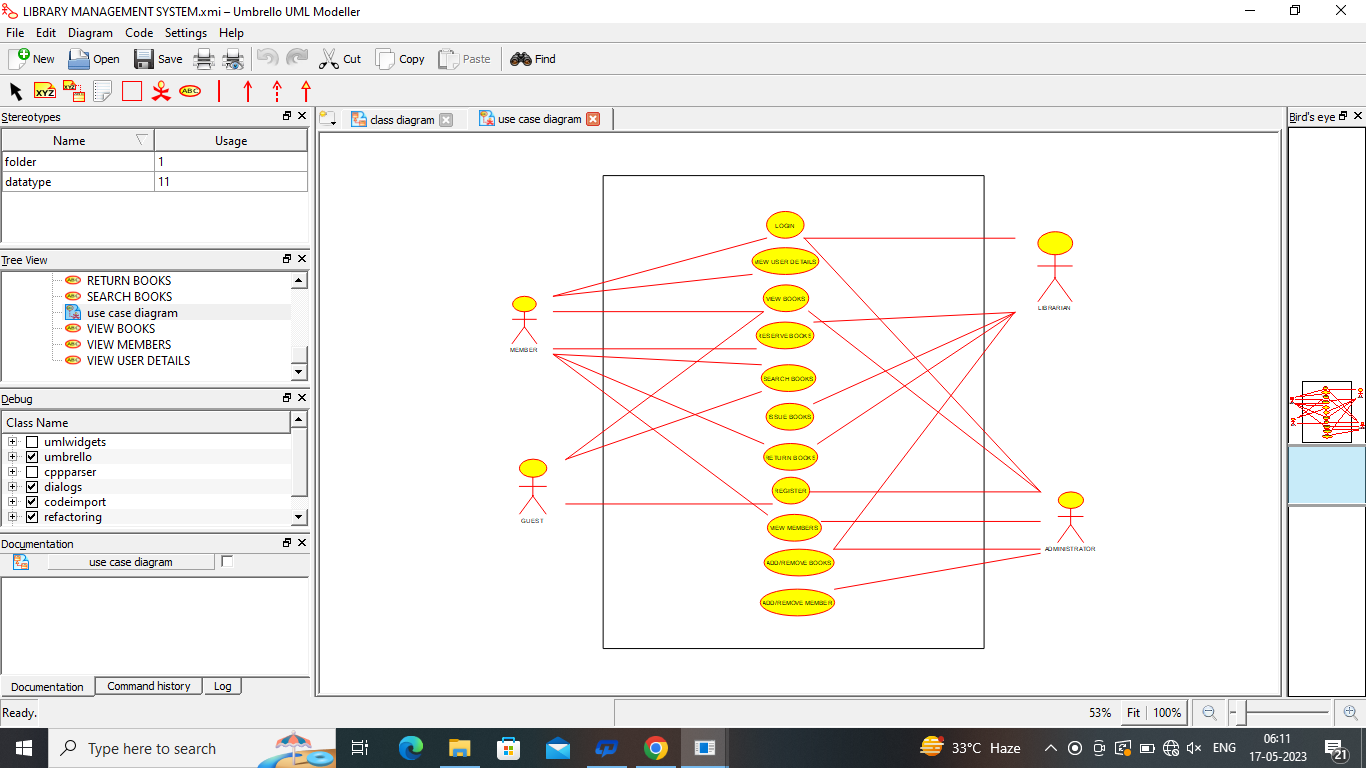 LIBRARY MANAGEMENT SYSTEM.xmi – Umbrello UML Modeller
File Edit Diagram Code Settings Help
New Open Save Cut Copy Paste Find
XYZ XYZ ABC
Stereotypes
Name Usage
folder 1
datatype 11
Tree View
RETURN BOOKS
SEARCH BOOKS
use case diagram
VIEW BOOKS
VIEW MEMBERS
VIEW USER DETAILS
Debug
Class Name
umlwidgets
umbrello
cppparser
dialogs
codeimport
refactoring
Documentation
use case diagram
Documentation Command history Log
Ready.
class diagram use case diagram
LOGIN
VIEW USER DETAILS
VIEW BOOKS
RESERVE BOOKS
SEARCH BOOKS
ISSUE BOOKS
RETURN BOOKS
REGISTER
VIEW MEMBERS
ADD/REMOVE BOOKS
ADD/REMOVE MEMBER
MEMBER
GUEST
LIBRARIAN
ADMINISTRATOR
Bird's eye
53% Fit 100%
Type here to search
33°C Haze
ENG
06:11
17-05-2023
21